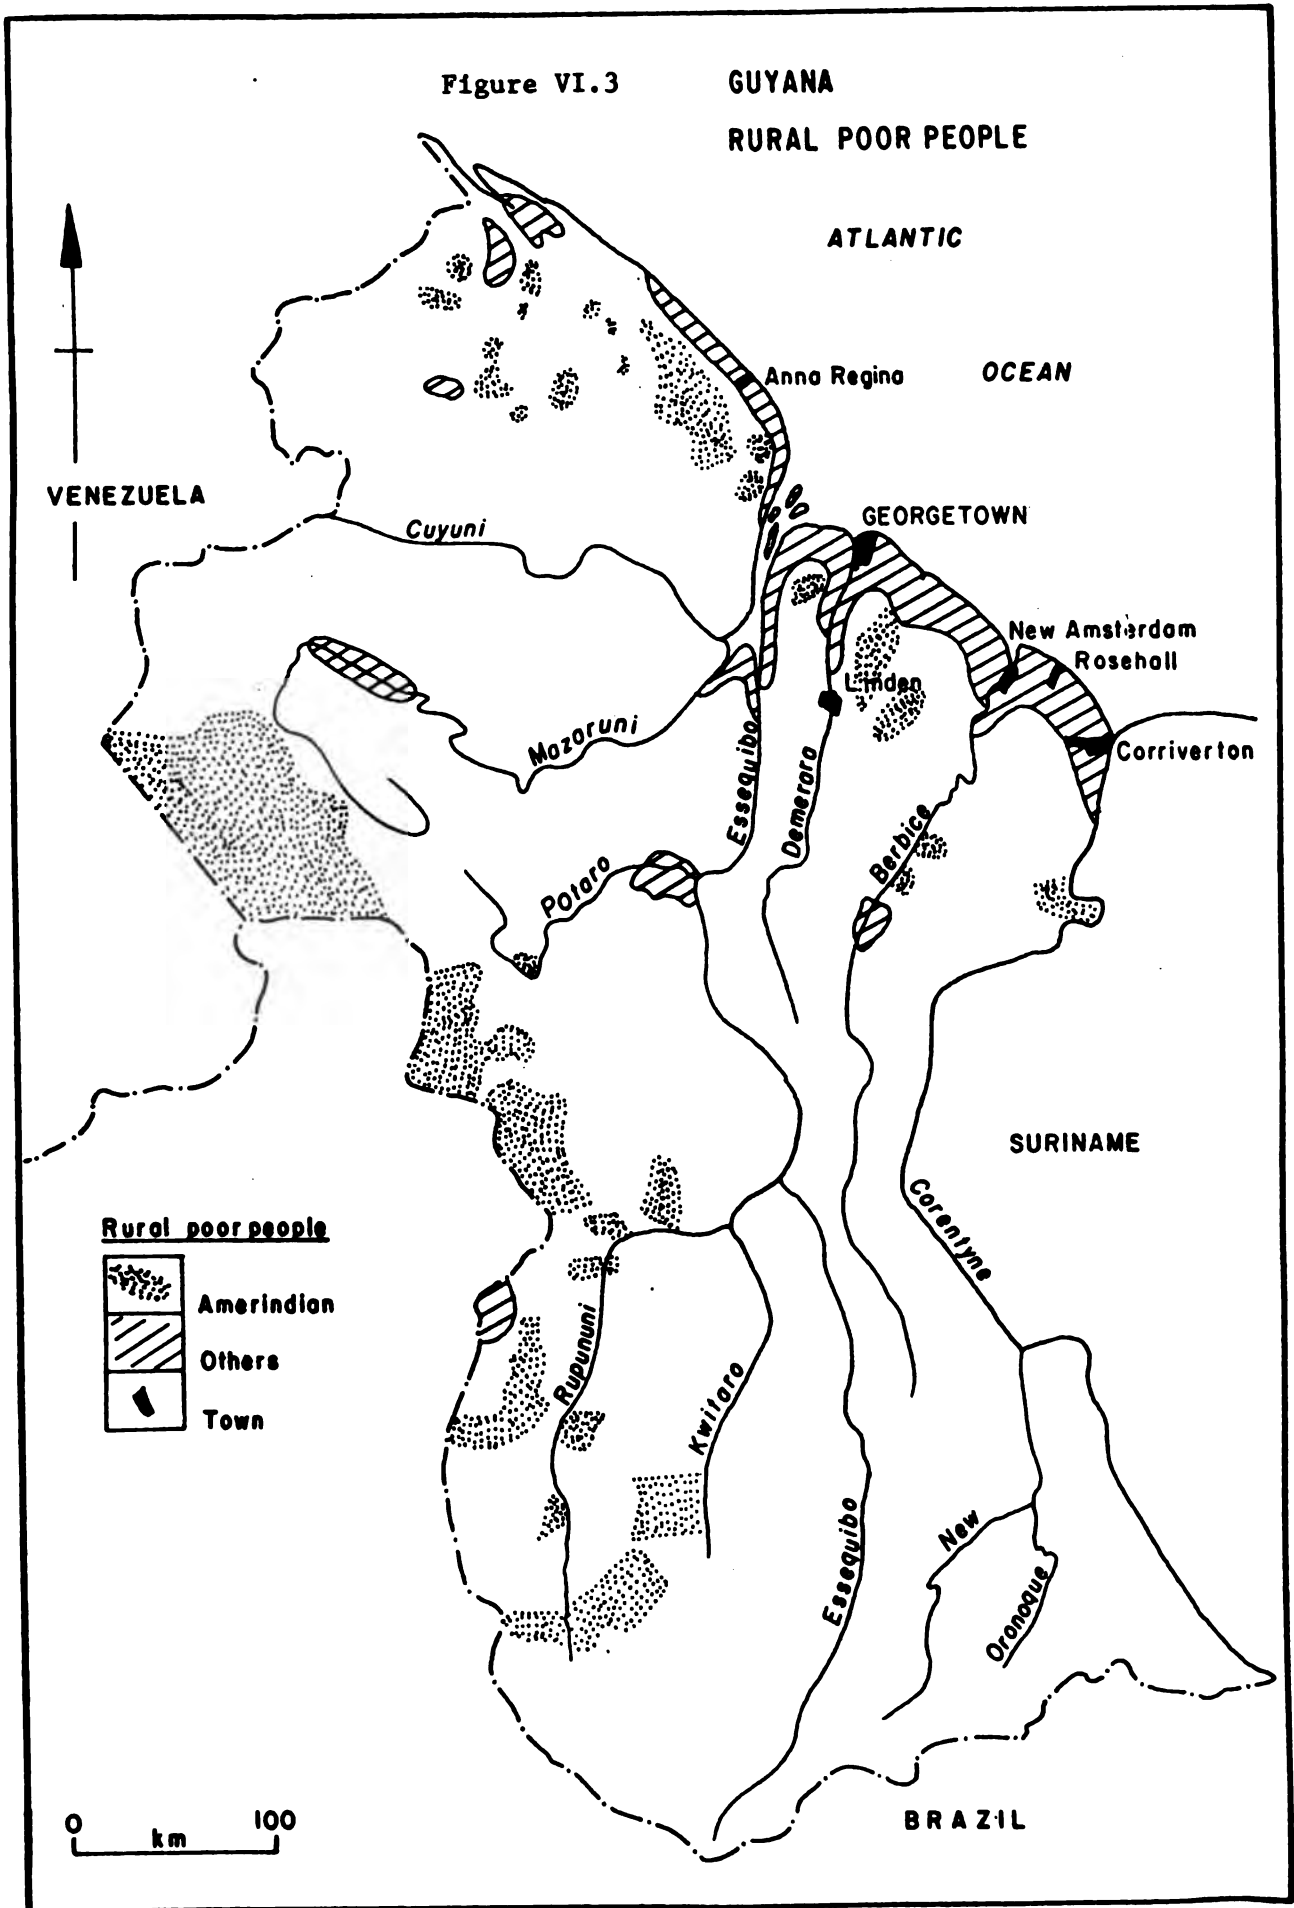 Figure VI.3
GUYANA
RURAL POOR PEOPLE
ATLANTIC
OCEAN
Anna Regina
VENEZUELA
GEORGETOWN
Cuyuni
New Amsterdam
Rosehall
Linden
Mazaruni
Corriverton
Essequibo
Demerara
Berbice
Potaro
SURINAME
Corentyne
Rural poor people
Amerindian
Others
Town
Rupununi
Kwitaro
Essequibo
New
Oronoque
0 100
km
BRAZIL